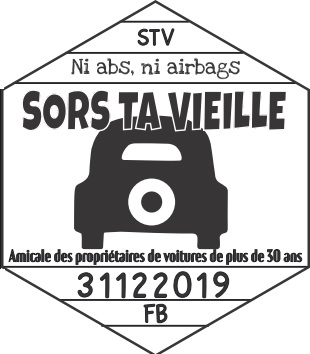 STV
Ni abs, ni airbags
SORS TA VIEILLE
Amicale des propriétaires de voitures de plus de 30 ans
31122019
FB